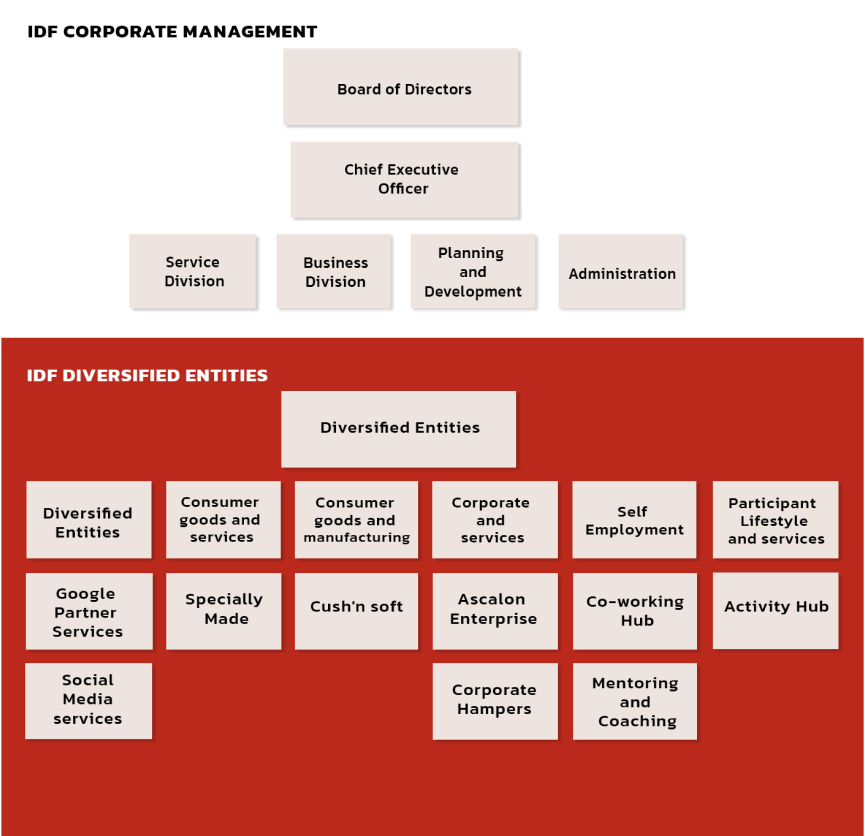 IDF CORPORATE MANAGEMENT
Board of Directors
Chief Executive
Officer
Service
Division
Business
Division
Planning
and
Development
Administration
IDF DIVERSIFIED ENTITIES
Diversified Entities
Diversified
Entities
Consumer
goods and
services
Consumer
goods and
manufacturing
Corporate
and
services
Self
Employment
Participant
Lifestyle
and services
Google
Partner
Services
Specially
Made
Cush'n soft
Ascalon
Enterprise
Co-working
Hub
Activity Hub
Social
Media
services
Corporate
Hampers
Mentoring
and
Coaching